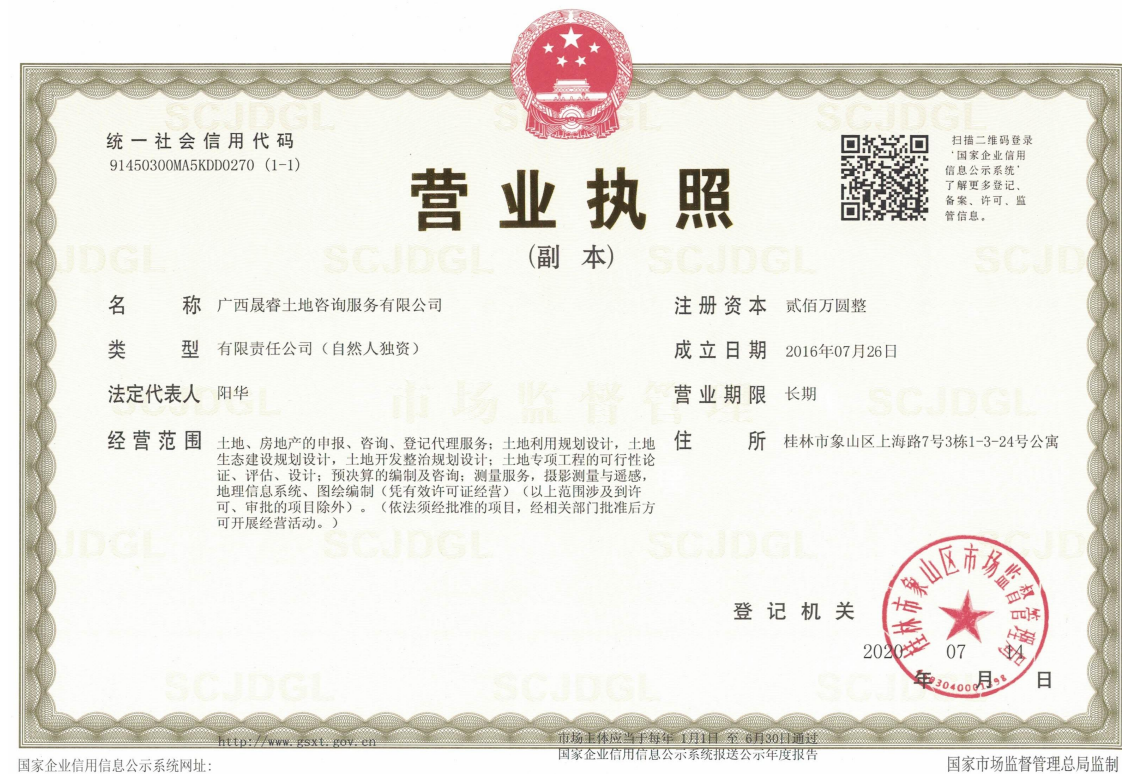 统一社会信用代码
91450300MA5KDD0270 (1-1)
扫描二维码登录
‘国家企业信用
信息公示系统’
了解更多登记、
备案、许可、监
管信息。
营业执照
(副 本)
名 称 广西晟睿土地咨询服务有限公司
类 型 有限责任公司（自然人独资）
法定代表人 阳华
经营范围 土地、房地产的申报、咨询、登记代理服务；土地利用规划设计，土地
生态建设规划设计，土地开发整治规划设计；土地专项工程的可行性论
证、评估、设计；预决算的编制及咨询；测量服务，摄影测量与遥感，
地理信息系统、图绘编制（凭有效许可证经营）（以上范围涉及到许
可、审批的项目除外）。（依法须经批准的项目，经相关部门批准后方
可开展经营活动。）
注册资本 贰佰万圆整
成立日期 2016年07月26日
营业期限 长期
住 所 桂林市象山区上海路7号3栋1-3-24号公寓
登记机关
桂林市象山区市场监督管理局
2020 07 14
年 月 日
http://www.gsxt.gov.cn
国家企业信用信息公示系统网址:
市场主体应当于每年 1月1日 至 6月30日通过
国家企业信用信息公示系统报送公示年度报告
国家市场监督管理总局监制
SCJDGL
市场监督管理